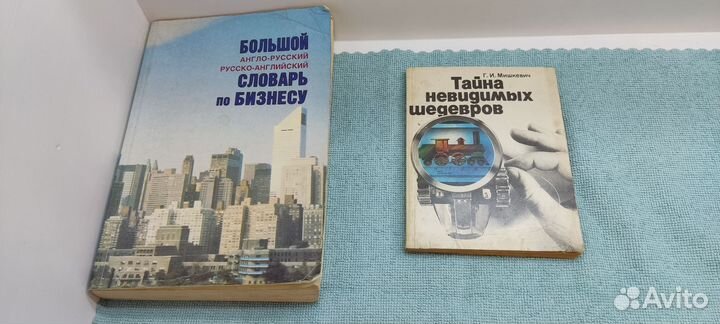 БОЛЬШОЙ
АНГЛО-РУССКИЙ
РУССКО-АНГЛИЙСКИЙ
СЛОВАРЬ
по БИЗНЕСУ
Г. И. Мишкевич
Тайна
невидимых
шедевров
Avito